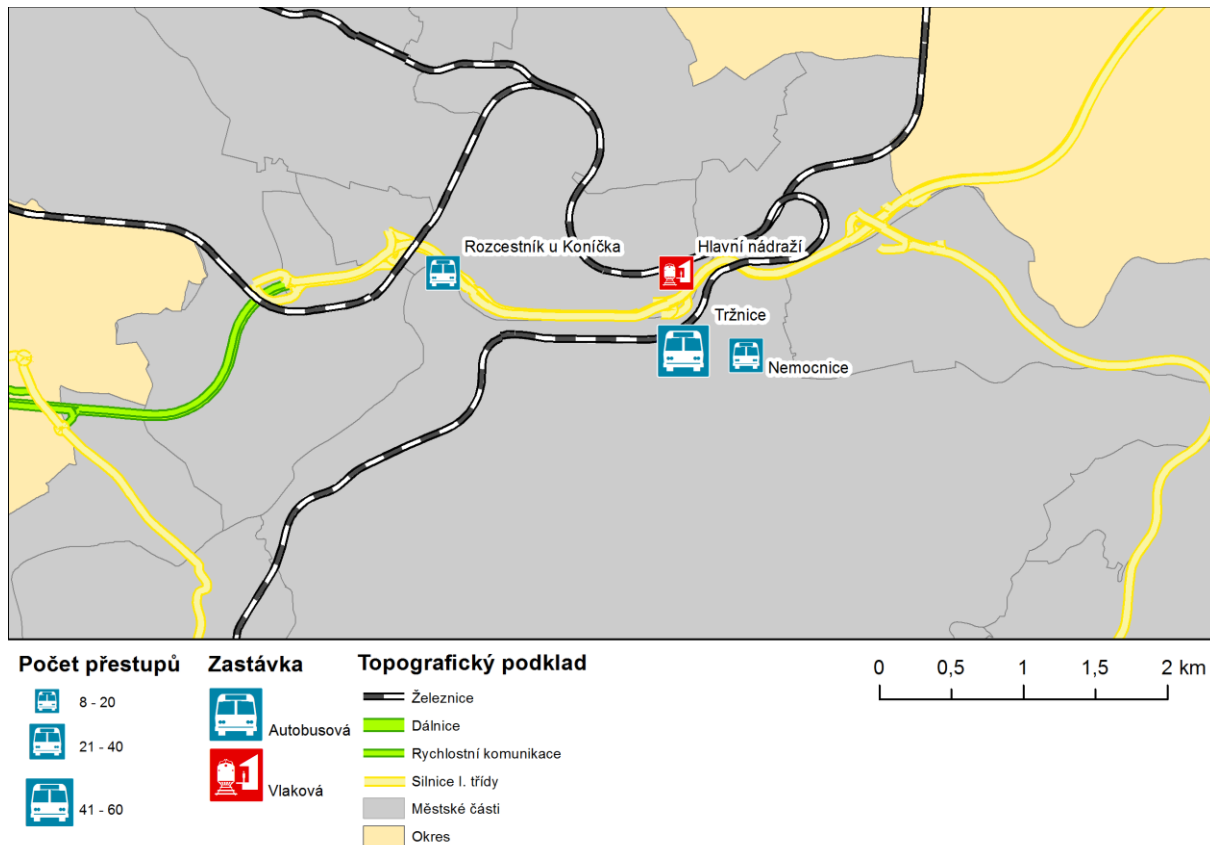 Rozcestník u Koníčka
Hlavní nádraží
Tržnice
Nemocnice
Počet přestupů
8 - 20
21 - 40
41 - 60
Zastávka
Autobusová
Vlaková
Topografický podklad
Železnice
Dálnice
Rychlostní komunikace
Silnice I. třídy
Městské části
Okres
0 0,5 1 1,5 2 km